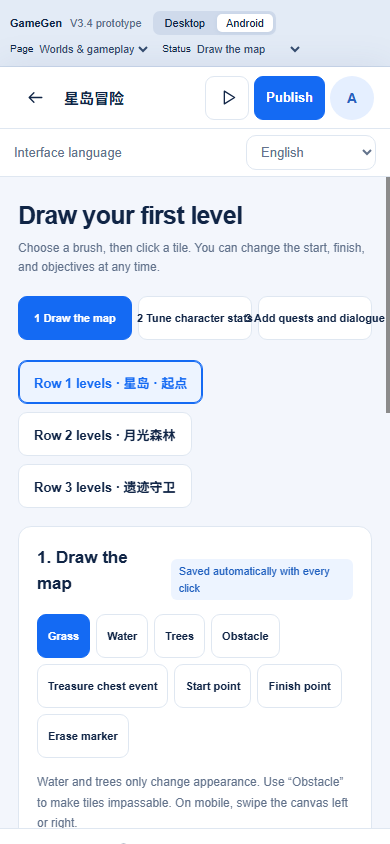 GameGen V3.4 prototype Desktop Android
Page Worlds & gameplay Status Draw the map
星岛冒险 Publish A
Interface language English
Draw your first level
Choose a brush, then click a tile. You can change the start, finish,
and objectives at any time.
1 Draw the map 2 Tune character stats 3 Add quests and dialogue
Row 1 levels · 星岛 · 起点
Row 2 levels · 月光森林
Row 3 levels · 遗迹守卫
1. Draw the
map
Saved automatically with every
click
Grass Water Trees Obstacle
Treasure chest event Start point Finish point
Erase marker
Water and trees only change appearance. Use “Obstacle”
to make tiles impassable. On mobile, swipe the canvas left
or right.